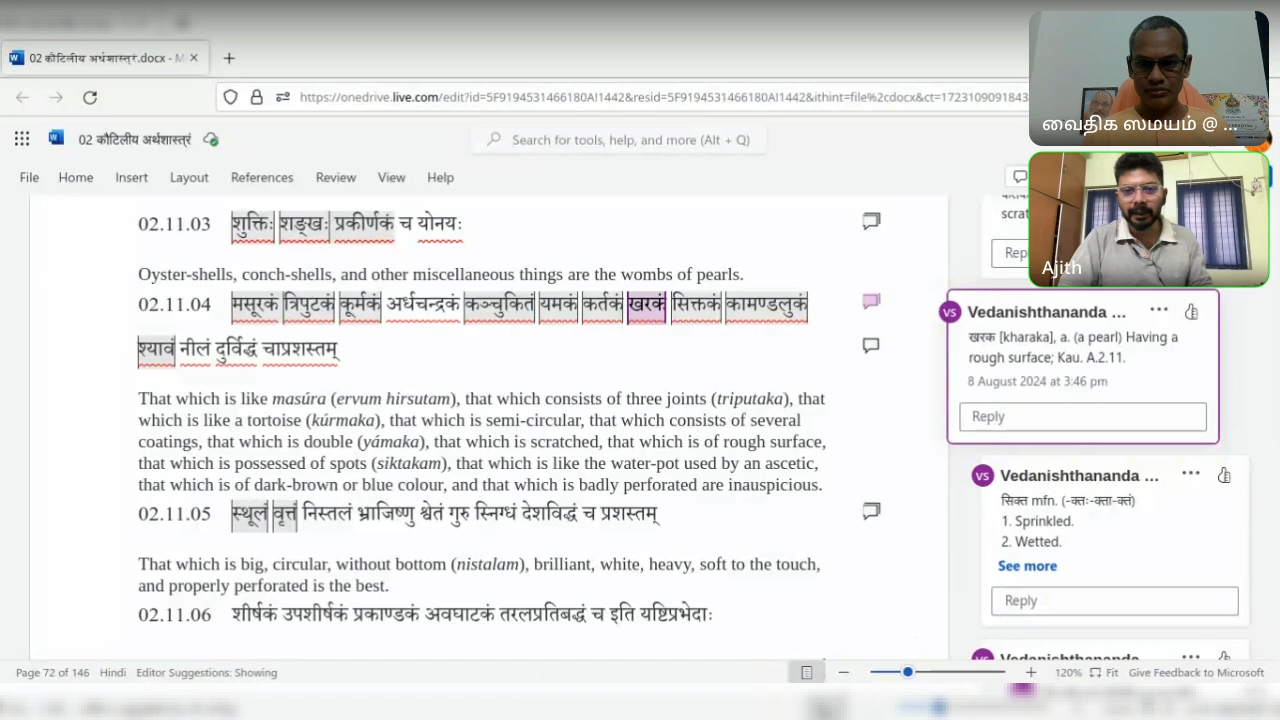 02 कौटिलीय अर्थशास्त्रं.docx - M
https://onedrive.live.com/edit?id=5F9194531466180A!1442&resid=5F9194531466180A!1442&ithint=file%2cdocx&ct=1723109091843
வைதிக ஸமயம் @ ...
02 कौटिलीय अर्थशास्त्रं
Search for tools, help, and more (Alt + Q)
File Home Insert Layout References Review View Help
Ajith
02.11.03 शुक्तिः शङ्खः प्रकीर्णकं च योनयः
Oyster-shells, conch-shells, and other miscellaneous things are the wombs of pearls.
02.11.04 मसूरकं त्रिपुटकं कूर्मकं अर्धचन्द्रकं कञ्चुकितं यमकं कर्तकं खरकं सिक्तकं कामण्डलुकं
श्यावं नीलं दुर्विद्धं चाप्रशस्तम्
That which is like masúra (ervum hirsutam), that which consists of three joints (triputaka), that
which is like a tortoise (kúrmaka), that which is semi-circular, that which consists of several
coatings, that which is double (yámaka), that which is scratched, that which is of rough surface,
that which is possessed of spots (siktakam), that which is like the water-pot used by an ascetic,
that which is of dark-brown or blue colour, and that which is badly perforated are inauspicious.
02.11.05 स्थूलं वृत्तं निस्तलं भ्राजिष्णु श्वेतं गुरु स्निग्धं देशविद्धं च प्रशस्तम्
That which is big, circular, without bottom (nistalam), brilliant, white, heavy, soft to the touch,
and properly perforated is the best.
02.11.06 शीर्षकं उपशीर्षकं प्रकाण्डकं अवघाटकं तरलप्रतिबद्धं च इति यष्टिप्रभेदाः
scrat
Rep
VS Vedanishthananda ...
खरक [kharaka], a. (a pearl) Having a
rough surface; Kau. A.2.11.
8 August 2024 at 3:46 pm
Reply
VS Vedanishthananda ...
सिक्त mfn. (-क्तः-क्ता-क्तं)
1. Sprinkled.
2. Wetted.
See more
Reply
Vedanishthananda
Page 72 of 146 Hindi Editor Suggestions: Showing
120% Fit Give Feedback to Microsoft